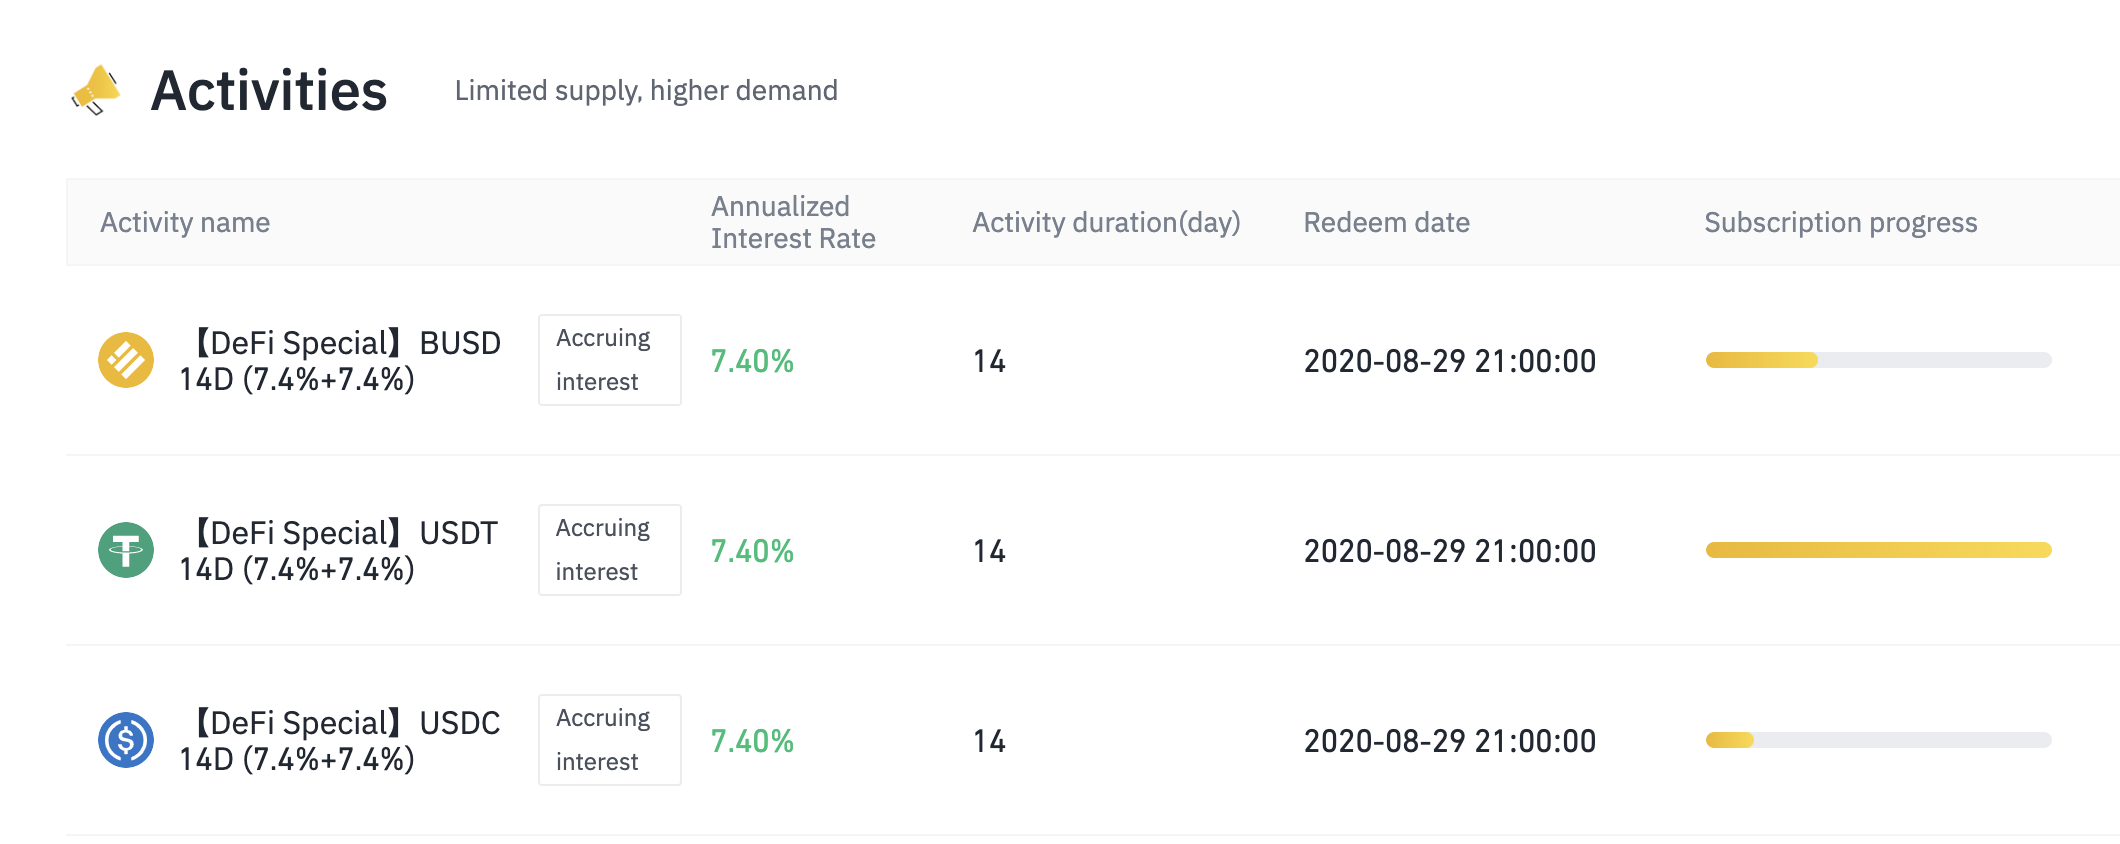 Activities
Limited supply, higher demand
Activity name
Annualized
Interest Rate
Activity duration(day)
Redeem date
Subscription progress
【DeFi Special】BUSD
14D (7.4%+7.4%)
Accruing
interest
7.40%
14
2020-08-29 21:00:00
【DeFi Special】USDT
14D (7.4%+7.4%)
Accruing
interest
7.40%
14
2020-08-29 21:00:00
【DeFi Special】USDC
14D (7.4%+7.4%)
Accruing
interest
7.40%
14
2020-08-29 21:00:00